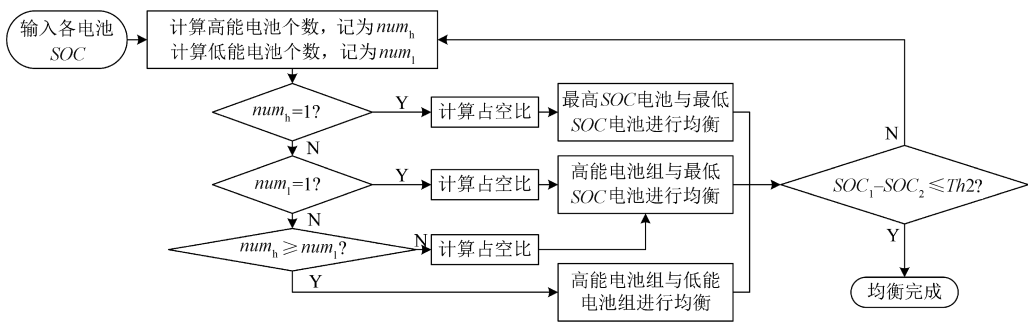 输入各电池
SOC
计算高能电池个数，记为num_h
计算低能电池个数，记为num_l
num_h=1?
Y
计算占空比
最高SOC电池与最低
SOC电池进行均衡
N
num_l=1?
Y
计算占空比
高能电池组与最低
SOC电池进行均衡
N
num_h≥num_l?
N
计算占空比
Y
高能电池组与低能
电池组进行均衡
SOC_1–SOC_2≤Th2?
N
Y
均衡完成